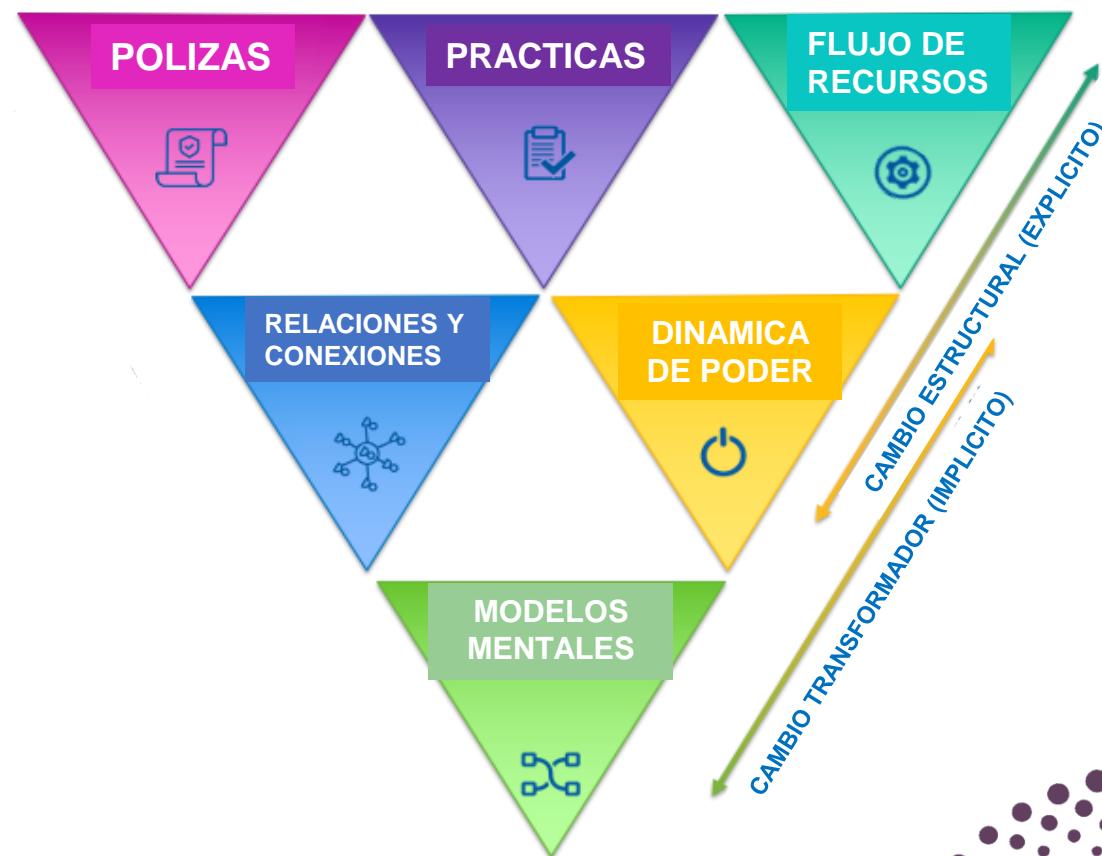 POLIZAS
PRACTICAS
FLUJO DE
RECURSOS
RELACIONES Y
CONEXIONES
DINAMICA
DE PODER
MODELOS
MENTALES
CAMBIO ESTRUCTURAL (EXPLICITO)
CAMBIO TRANSFORMADOR (IMPLICITO)